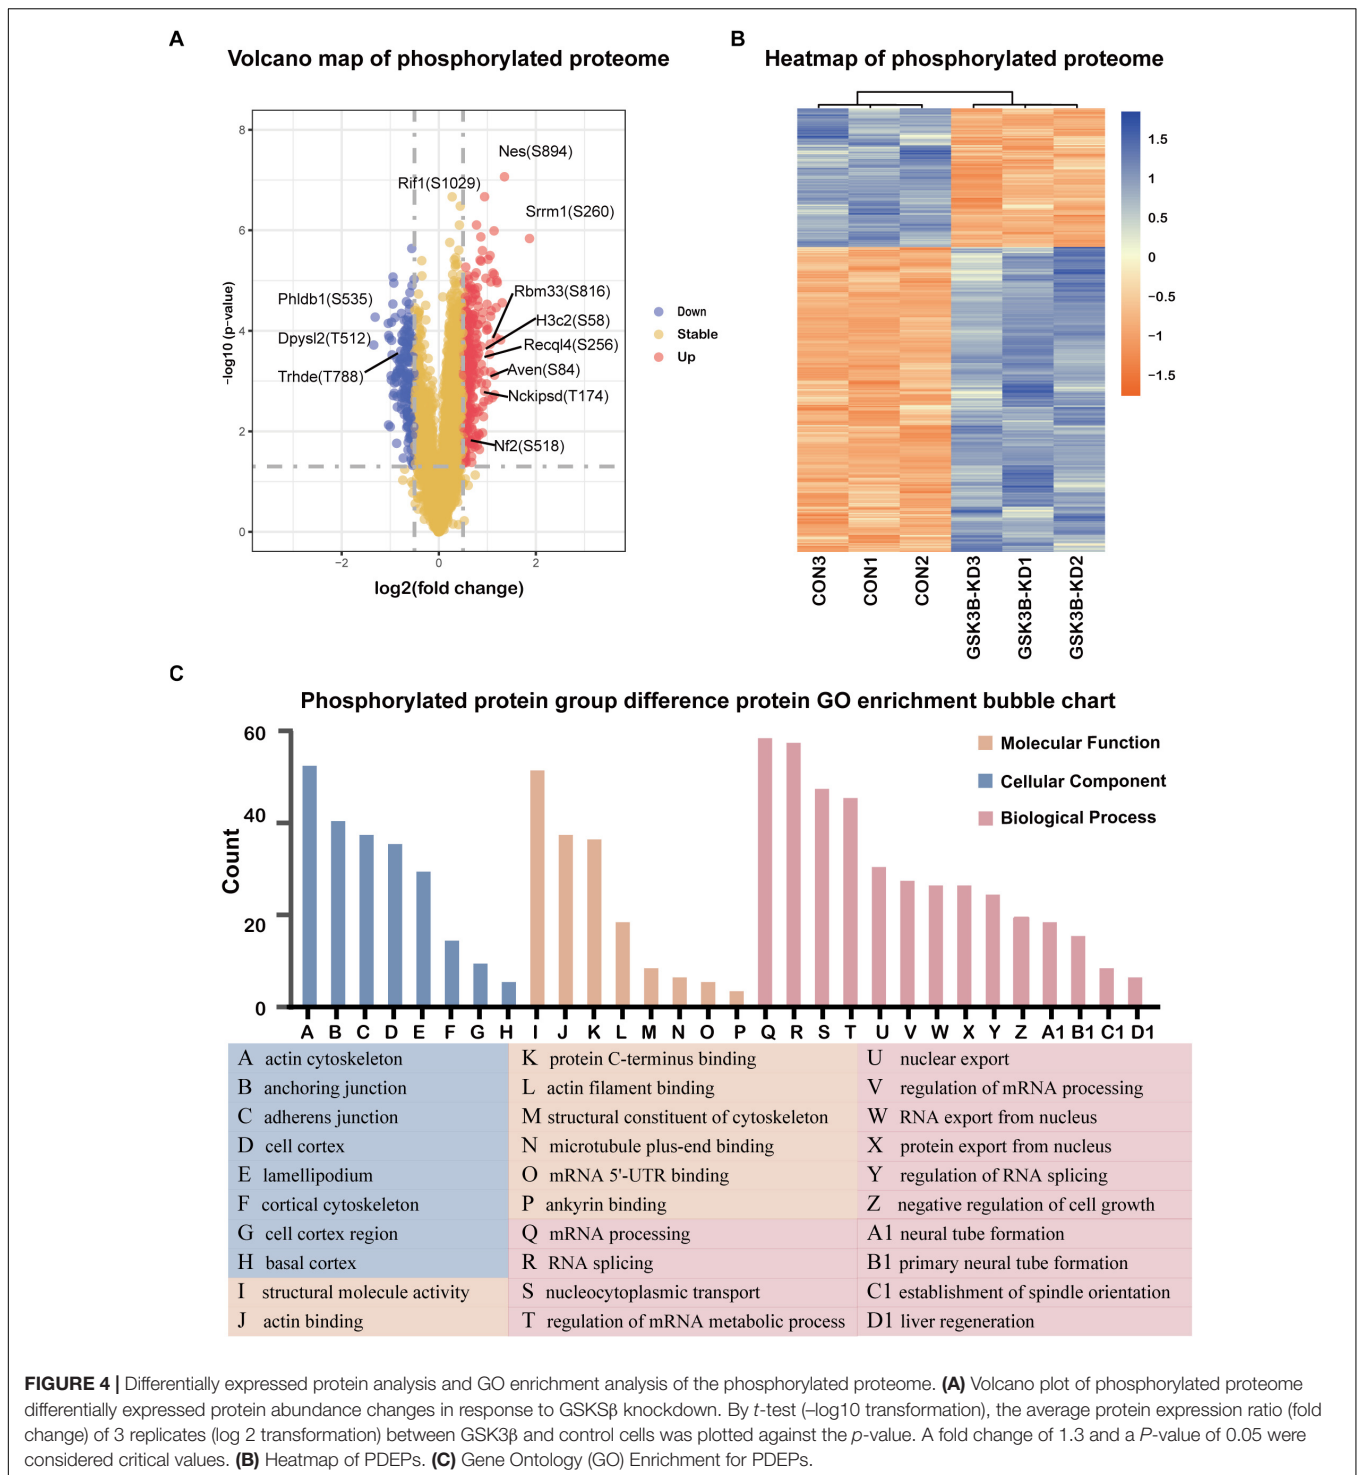 A
Volcano map of phosphorylated proteome
8
6
4
2
0
-log10 (p-value)
−2
0
2
log2(fold change)
Nes(S894)
Rif1(S1029)
Srrm1(S260)
Phldb1(S535)
Dpysl2(T512)
Trhde(T788)
Rbm33(S816)
H3c2(S58)
Recql4(S256)
Aven(S84)
Nckipsd(T174)
Nf2(S518)
Down
Stable
Up
B
Heatmap of phosphorylated proteome
1.5
1
0.5
0
−0.5
−1
−1.5
CON3
CON1
CON2
GSK3B-KD3
GSK3B-KD1
GSK3B-KD2
C
Phosphorylated protein group difference protein GO enrichment bubble chart
60
40
20
0
Count
Molecular Function
Cellular Component
Biological Process
A B C D E F G H I J K L M N O P Q R S T U V W X Y Z A1 B1 C1 D1
A actin cytoskeleton
B anchoring junction
C adherens junction
D cell cortex
E lamellipodium
F cortical cytoskeleton
G cell cortex region
H basal cortex
I structural molecule activity
J actin binding
K protein C-terminus binding
L actin filament binding
M structural constituent of cytoskeleton
N microtubule plus-end binding
O mRNA 5'-UTR binding
P ankyrin binding
Q mRNA processing
R RNA splicing
S nucleocytoplasmic transport
T regulation of mRNA metabolic process
U nuclear export
V regulation of mRNA processing
W RNA export from nucleus
X protein export from nucleus
Y regulation of RNA splicing
Z negative regulation of cell growth
A1 neural tube formation
B1 primary neural tube formation
C1 establishment of spindle orientation
D1 liver regeneration
FIGURE 4 | Differentially expressed protein analysis and GO enrichment analysis of the phosphorylated proteome. (A) Volcano plot of phosphorylated proteome
differentially expressed protein abundance changes in response to GSKSβ knockdown. By t-test (–log10 transformation), the average protein expression ratio (fold
change) of 3 replicates (log 2 transformation) between GSK3β and control cells was plotted against the p-value. A fold change of 1.3 and a P-value of 0.05 were
considered critical values. (B) Heatmap of PDEPs. (C) Gene Ontology (GO) Enrichment for PDEPs.